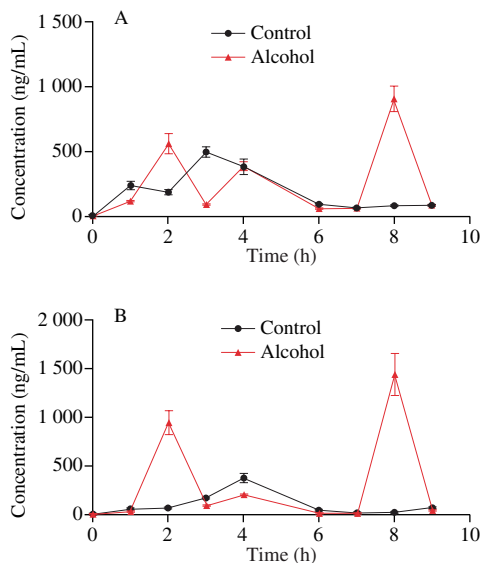 A
Control
Alcohol
Concentration (ng/mL)
1 500
1 000
500
0
0 2 4 6 8 10
Time (h)
B
Control
Alcohol
Concentration (ng/mL)
2 000
1 500
1 000
500
0
0 2 4 6 8 10
Time (h)